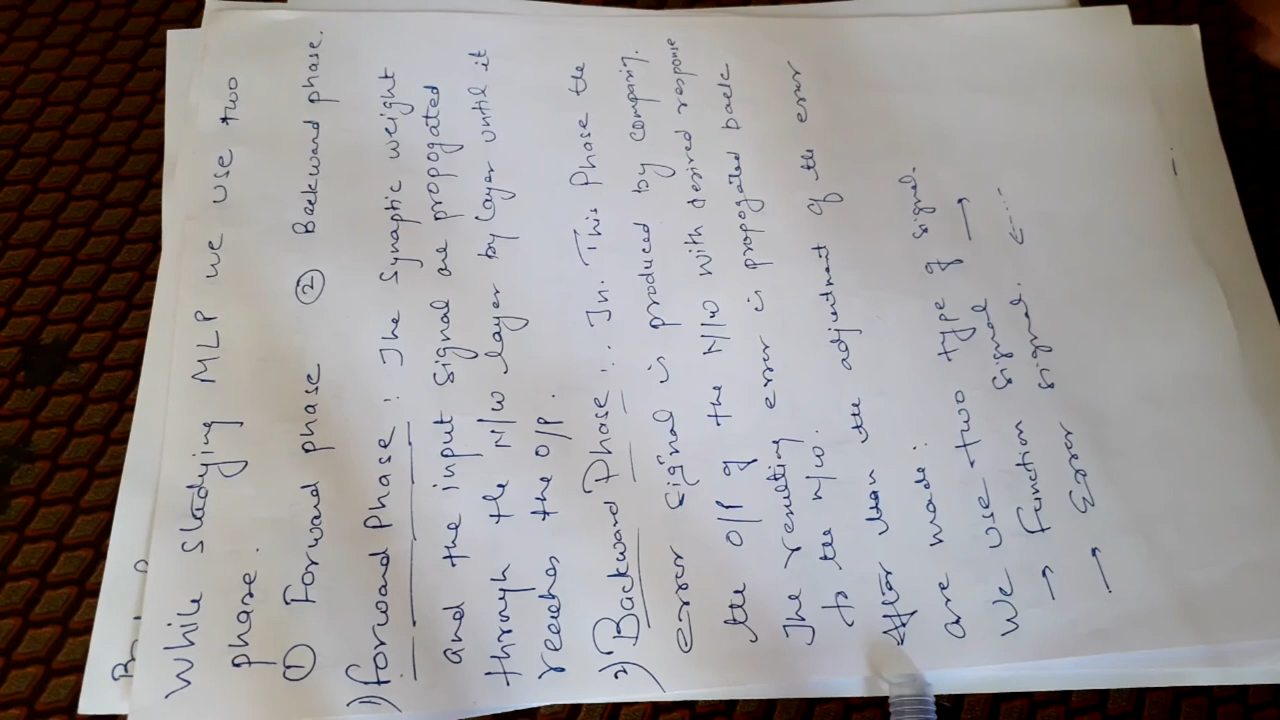 While studying MLP we use two
phase.
① Forward phase ② Backward phase.
1) Forward Phase : The Synaptic weight
and the input signal are propogated
through the N/W layer by layer until it
reaches the O/P.
2) Backward Phase : In. This Phase the
error signal is produced by comparing.
the O/P of the N/W with desired response
The resulting error is propogated back
to the N/W.
After than the adjustment of the error
are made:
We use two type of signal.
→ Function signal →
→ Error signal. ←---